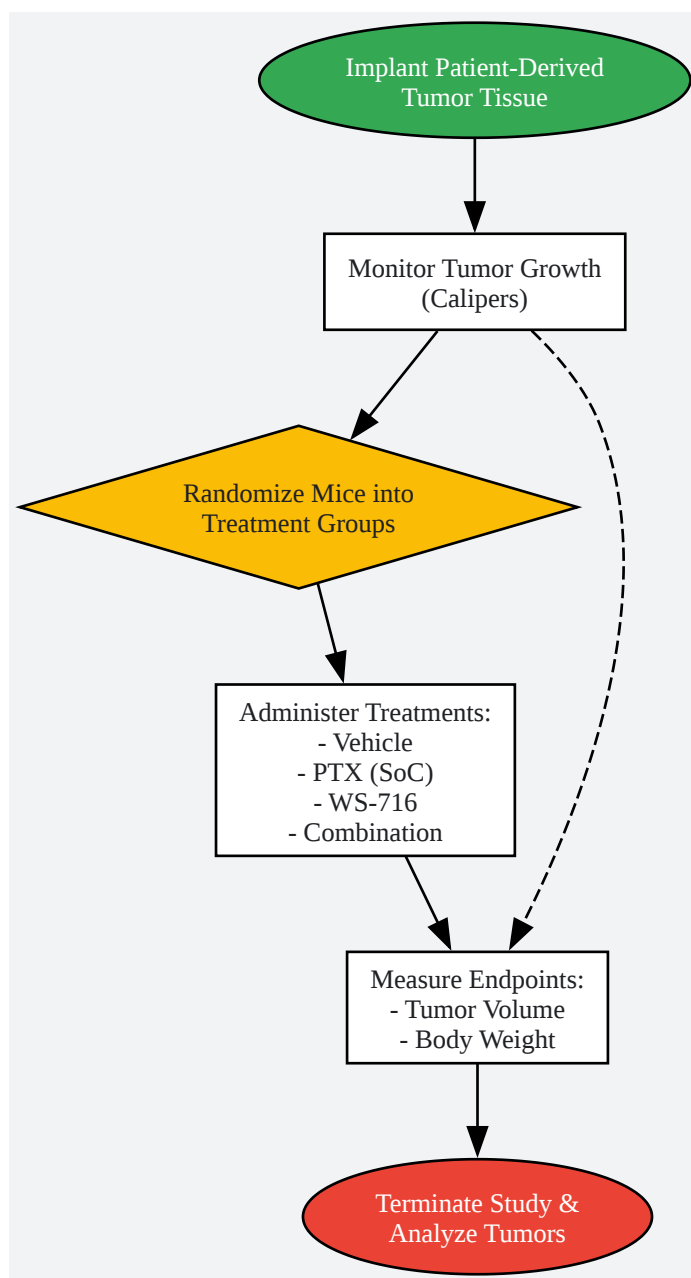 Implant Patient-Derived
Tumor Tissue
Monitor Tumor Growth
(Calipers)
Randomize Mice into
Treatment Groups
Administer Treatments:
- Vehicle
- PTX (SoC)
- WS-716
- Combination
Measure Endpoints:
- Tumor Volume
- Body Weight
Terminate Study &
Analyze Tumors